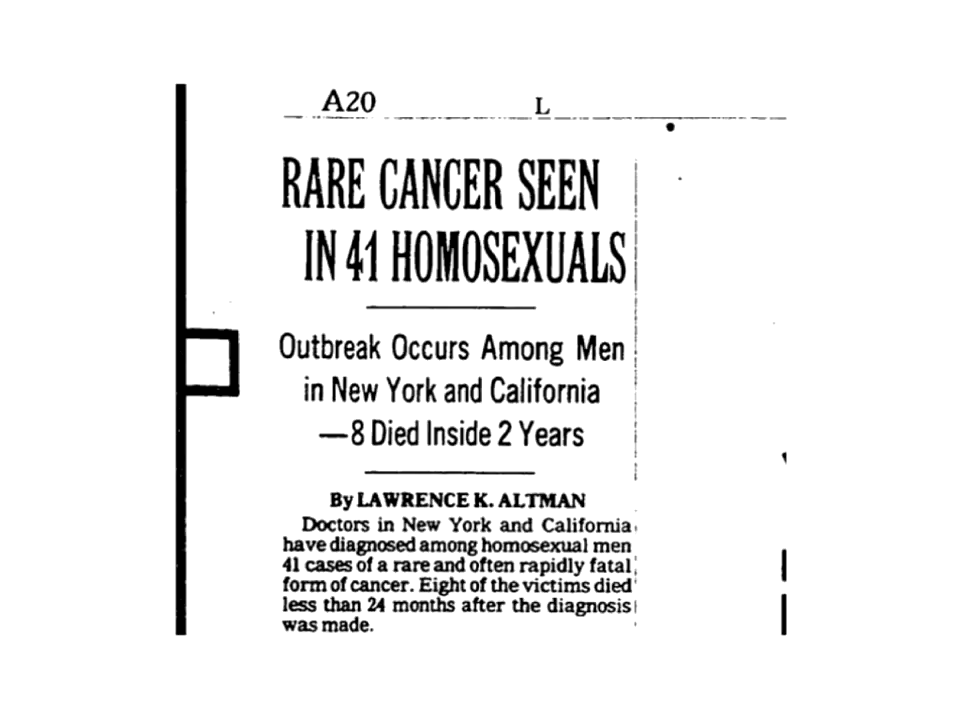 A20 L
RARE CANCER SEEN
IN 41 HOMOSEXUALS
Outbreak Occurs Among Men
in New York and California
—8 Died Inside 2 Years
By LAWRENCE K. ALTMAN
Doctors in New York and California
have diagnosed among homosexual men
41 cases of a rare and often rapidly fatal
form of cancer. Eight of the victims died
less than 24 months after the diagnosis
was made.